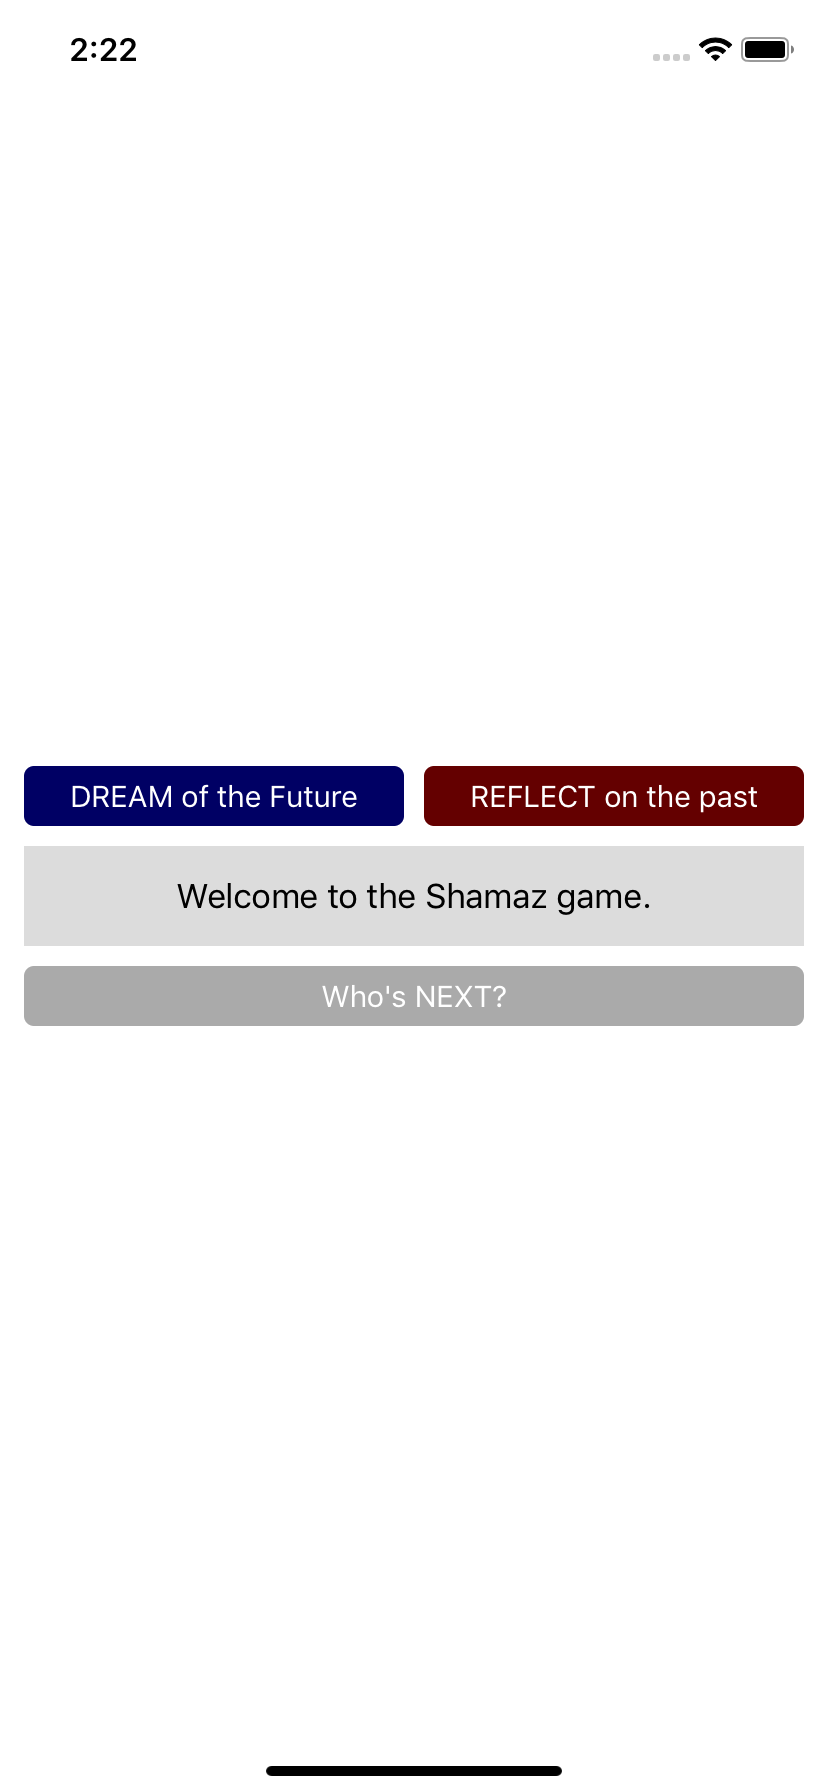 2:22
DREAM of the Future
REFLECT on the past
Welcome to the Shamaz game.
Who's NEXT?